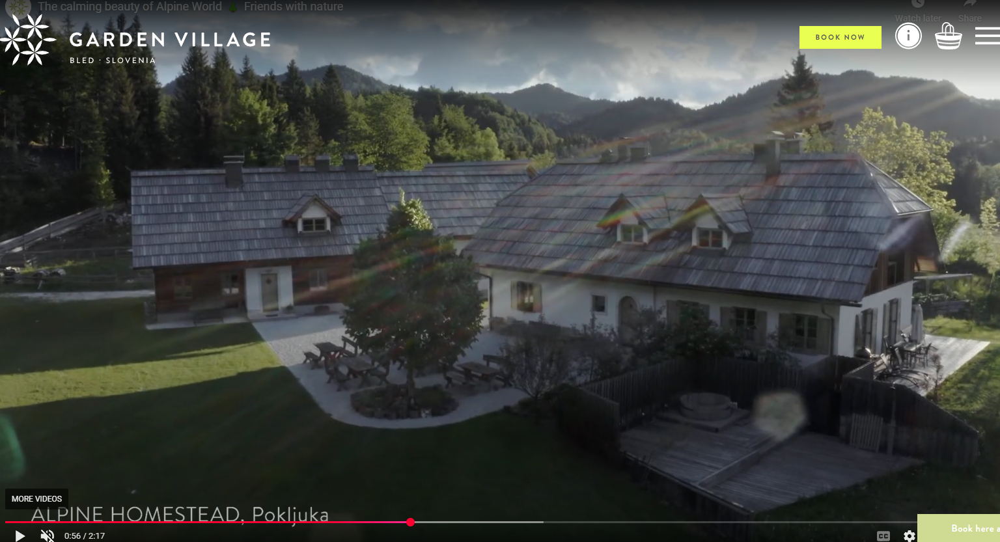 The calming beauty of Alpine World 🌲 Friends with nature
Watch later
Share
GARDEN VILLAGE
BLED · SLOVENIA
BOOK NOW
i
MORE VIDEOS
ALPINE HOMESTEAD, Pokljuka
0:56 / 2:17
CC
Book here a